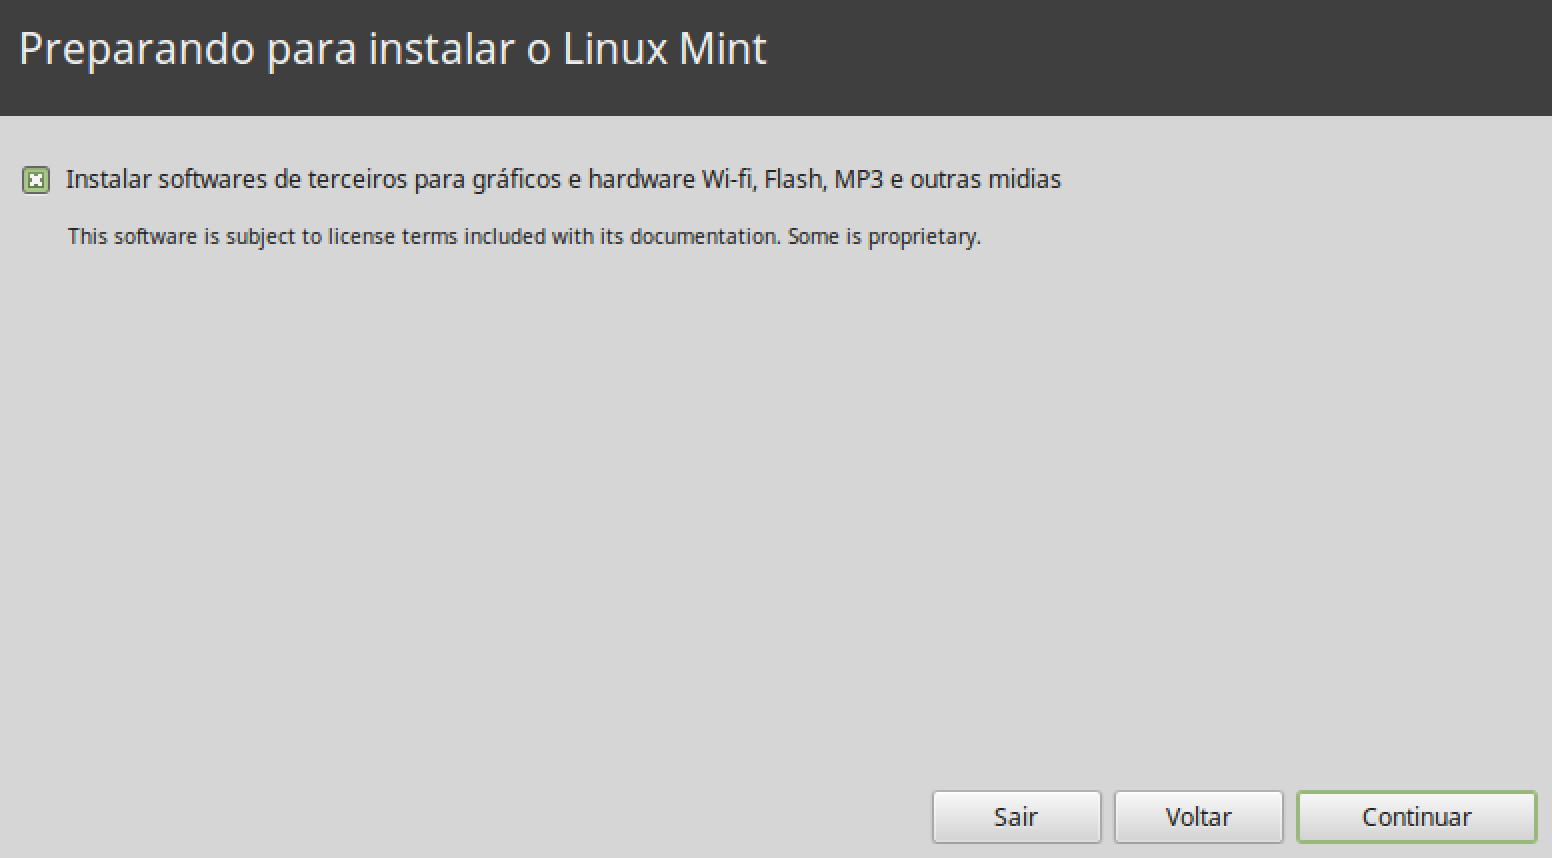 Preparando para instalar o Linux Mint
Instalar softwares de terceiros para gráficos e hardware Wi-fi, Flash, MP3 e outras midias
This software is subject to license terms included with its documentation. Some is proprietary.
Sair
Voltar
Continuar